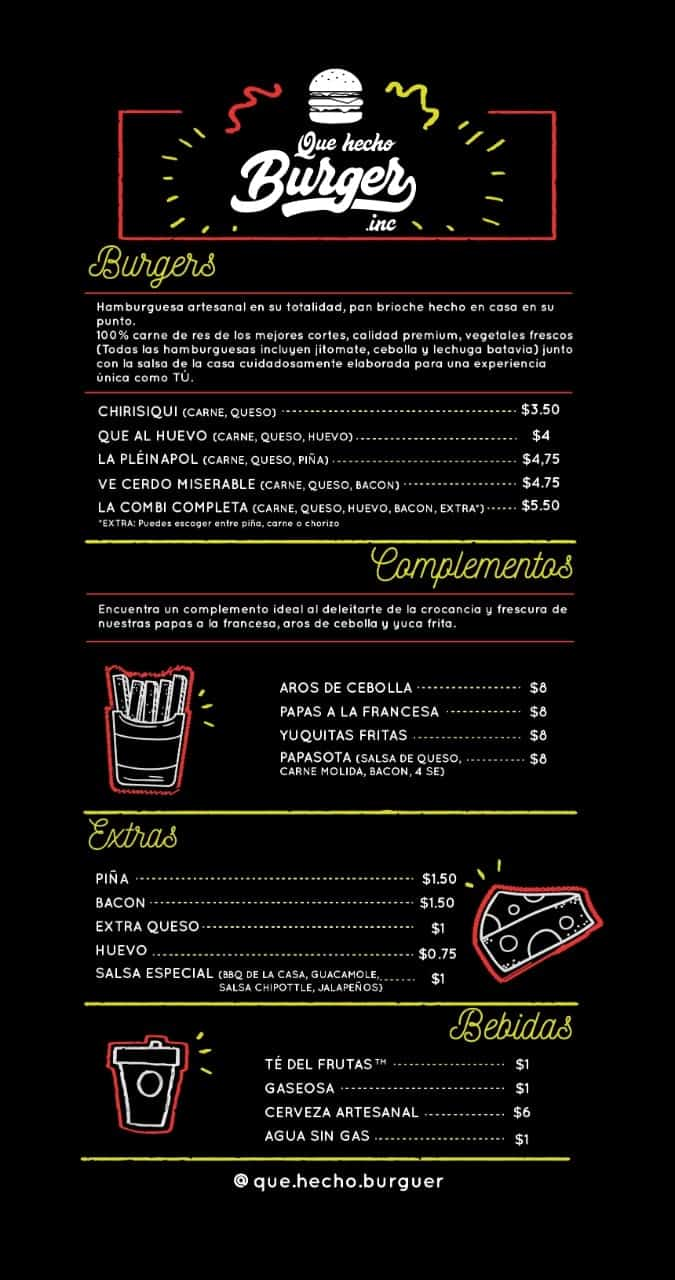 Que hecho
Burger
.inc
Burgers
Hamburguesa artesanal en su totalidad, pan brioche hecho en casa en su
punto.
100% carne de res de los mejores cortes, calidad premium, vegetales frescos
(Todas las hamburguesas incluyen jitomate, cebolla y lechuga batavia) junto
con la salsa de la casa cuidadosamente elaborada para una experiencia
única como TÚ.
CHIRISIQUI (CARNE, QUESO) $3.50
QUE AL HUEVO (CARNE, QUESO, HUEVO) $4
LA PLÉINAPOL (CARNE, QUESO, PIÑA) $4,75
VE CERDO MISERABLE (CARNE, QUESO, BACON) $4.75
LA COMBI COMPLETA (CARNE, QUESO, HUEVO, BACON, EXTRA*) $5.50
*EXTRA: Puedes escoger entre piña, carne o chorizo
Complementos
Encuentra un complemento ideal al deleitarte de la crocancia y frescura de
nuestras papas a la francesa, aros de cebolla y yuca frita.
AROS DE CEBOLLA $8
PAPAS A LA FRANCESA $8
YUQUITAS FRITAS $8
PAPASOTA (SALSA DE QUESO, $8
CARNE MOLIDA, BACON, 4 SE)
Extras
PIÑA $1.50
BACON $1.50
EXTRA QUESO $1
HUEVO $0.75
SALSA ESPECIAL (BBQ DE LA CASA, GUACAMOLE, $1
SALSA CHIPOTTLE, JALAPEÑOS)
Bebidas
TÉ DEL FRUTAS™ $1
GASEOSA $1
CERVEZA ARTESANAL $6
AGUA SIN GAS $1
@que.hecho.burguer